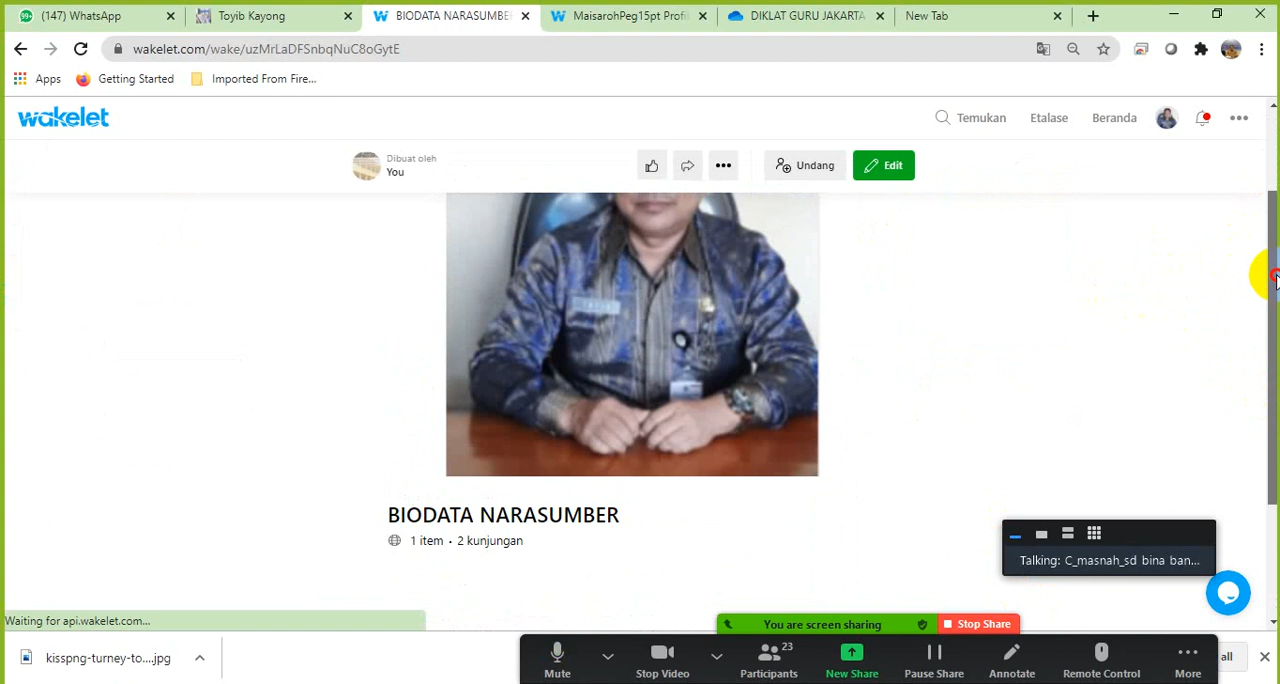 (147) WhatsApp
Toyib Kayong
BIODATA NARASUMBE
MaisarohPeg15pt Profi
DIKLAT GURU JAKARTA
New Tab
wakelet.com/wake/uzMrLaDFSnbqNuC8oGytE
Apps
Getting Started
Imported From Fire...
wakelet
Temukan
Etalase
Beranda
Dibuat oleh
You
Undang
Edit
BIODATA NARASUMBER
1 item • 2 kunjungan
Talking: C_masnah_sd bina ban...
Waiting for api.wakelet.com...
You are screen sharing
Stop Share
kisspng-turney-to....jpg
Mute
Stop Video
Participants
23
New Share
Pause Share
Annotate
Remote Control
More
all